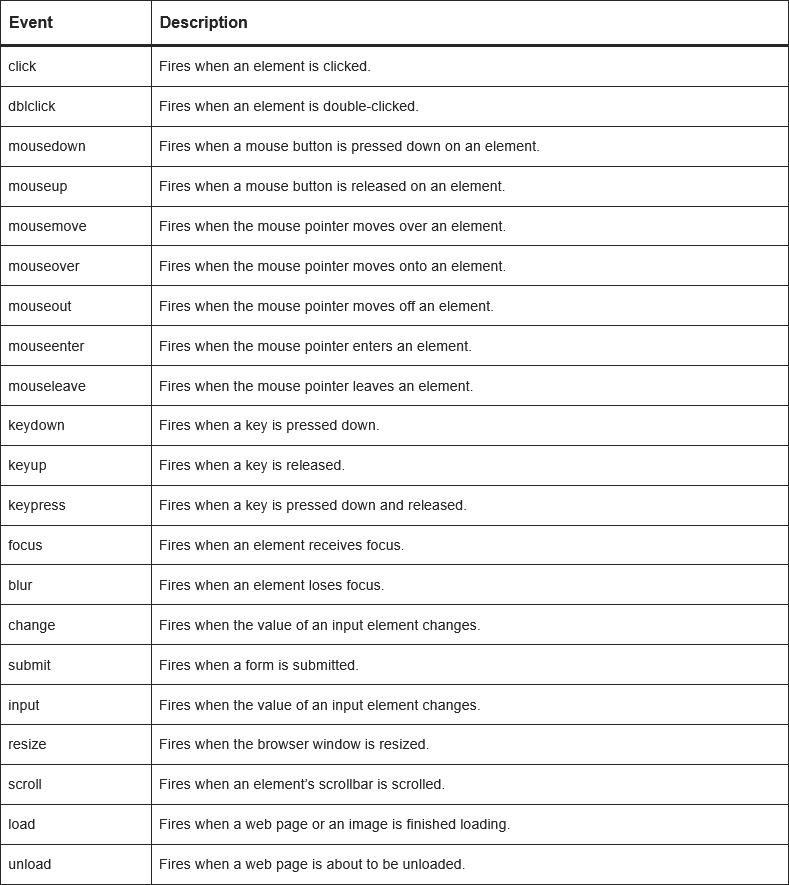 Event Description
click Fires when an element is clicked.
dblclick Fires when an element is double-clicked.
mousedown Fires when a mouse button is pressed down on an element.
mouseup Fires when a mouse button is released on an element.
mousemove Fires when the mouse pointer moves over an element.
mouseover Fires when the mouse pointer moves onto an element.
mouseout Fires when the mouse pointer moves off an element.
mouseenter Fires when the mouse pointer enters an element.
mouseleave Fires when the mouse pointer leaves an element.
keydown Fires when a key is pressed down.
keyup Fires when a key is released.
keypress Fires when a key is pressed down and released.
focus Fires when an element receives focus.
blur Fires when an element loses focus.
change Fires when the value of an input element changes.
submit Fires when a form is submitted.
input Fires when the value of an input element changes.
resize Fires when the browser window is resized.
scroll Fires when an element’s scrollbar is scrolled.
load Fires when a web page or an image is finished loading.
unload Fires when a web page is about to be unloaded.